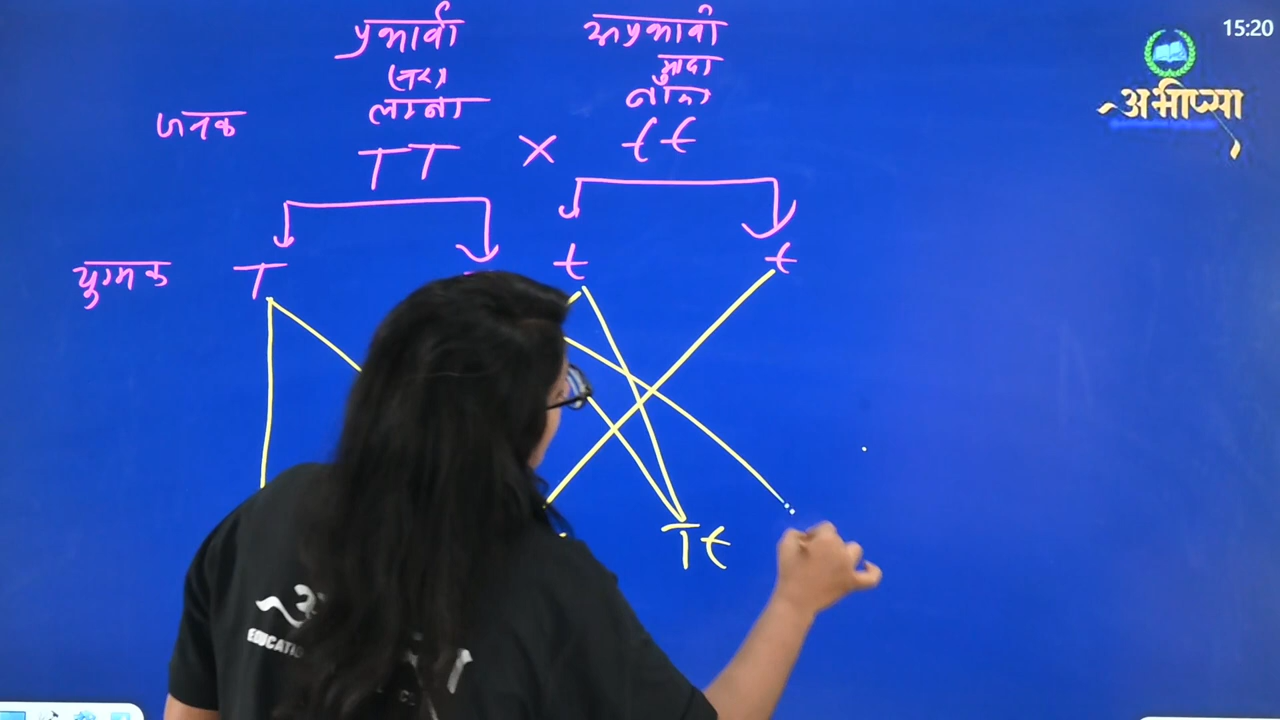 15:20
अभीप्सा
प्रभावी अप्रभावी
(नर) मादा
लम्बा
जनक TT × tt
युग्मक T t t
Tt